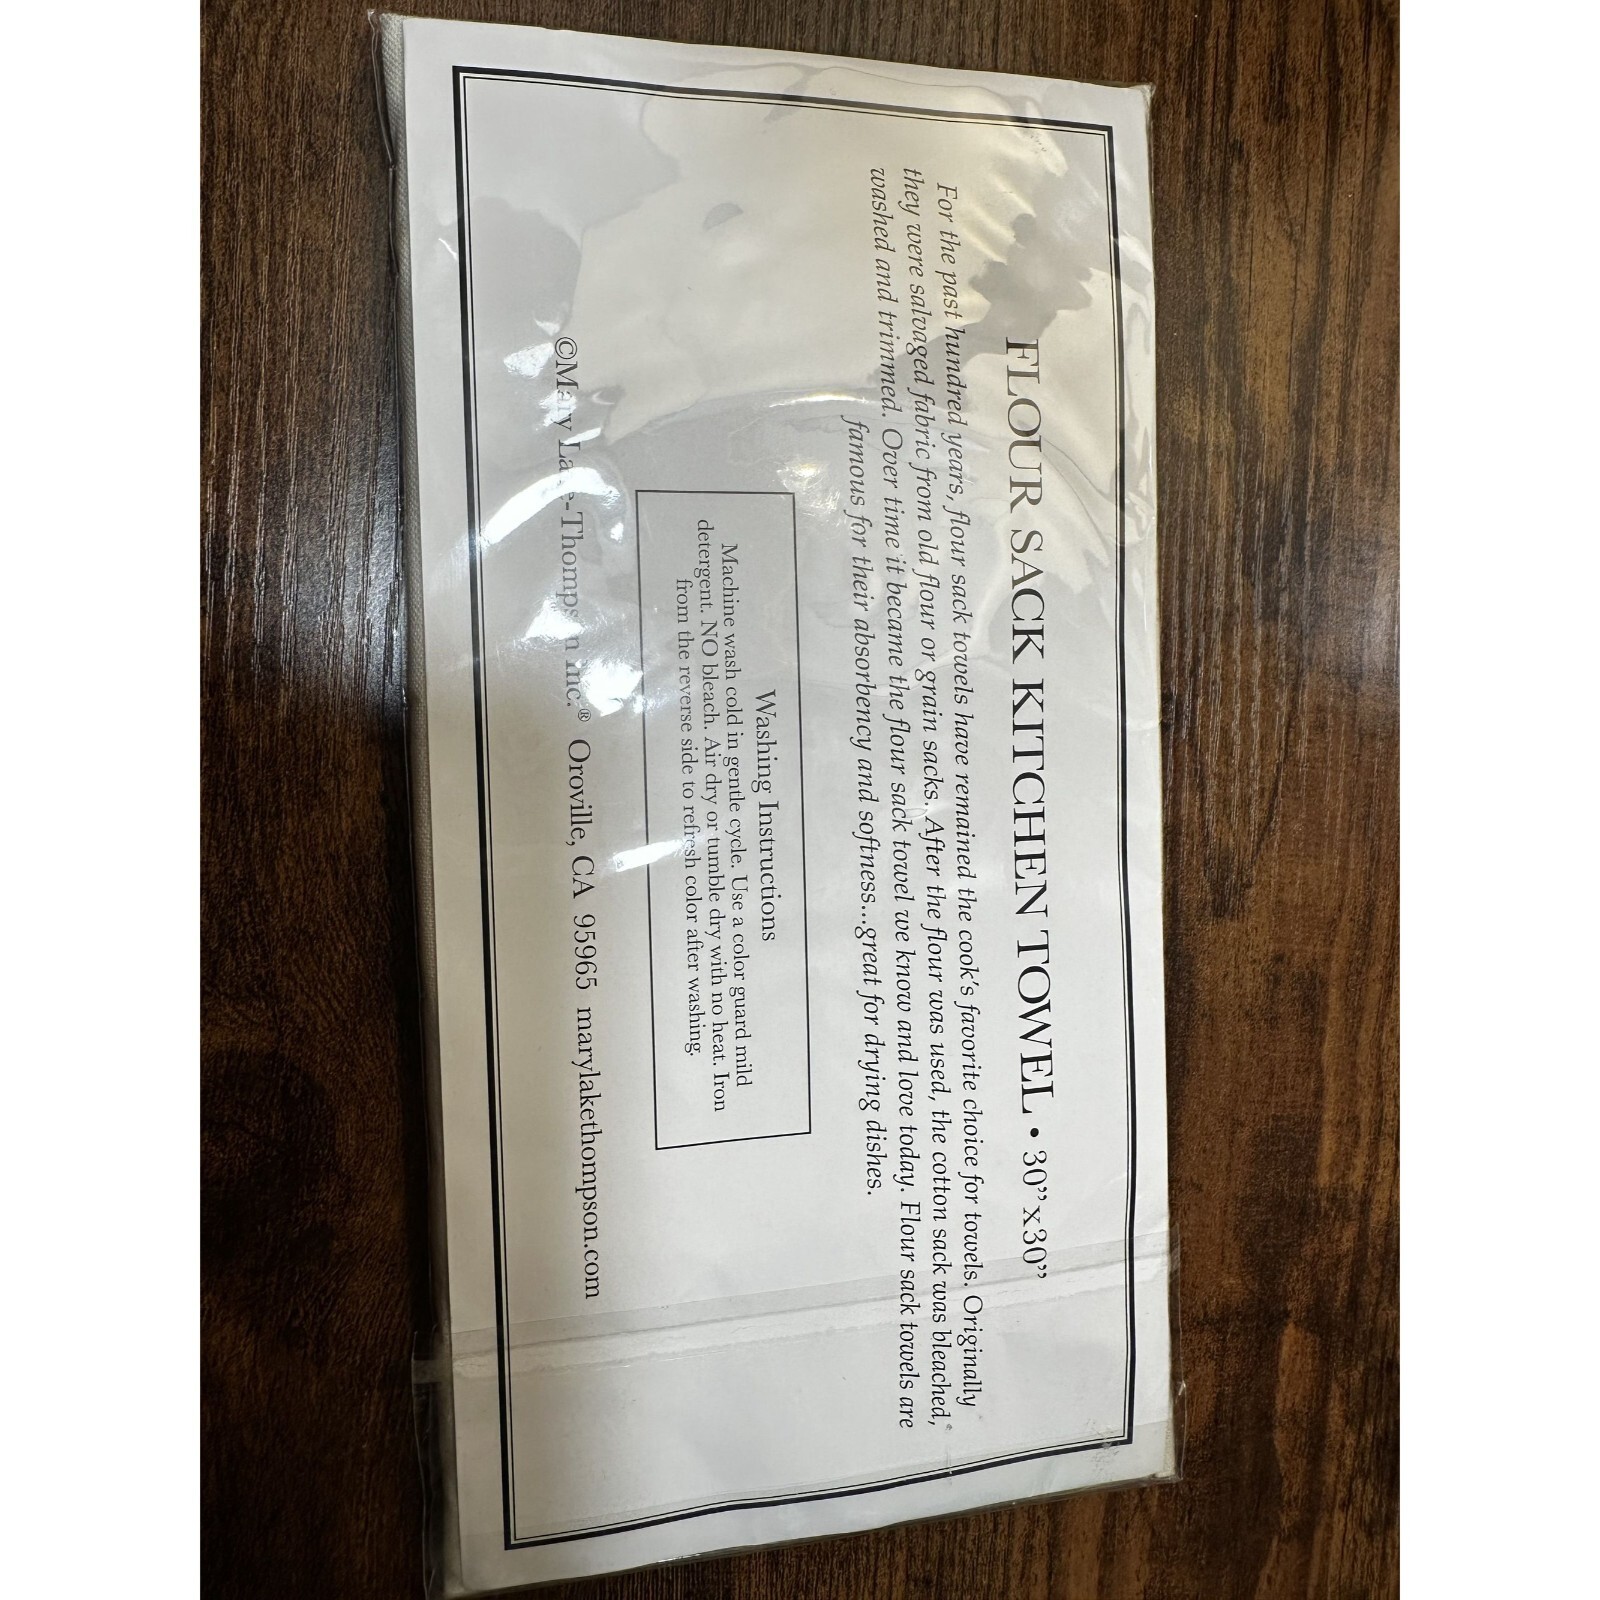 FLOUR SACK KITCHEN TOWEL • 30” x 30”
For the past hundred years, flour sack towels have remained the cook's favorite choice for towels. Originally
they were salvaged fabric from old flour or grain sacks. After the flour was used, the cotton sack was bleached,
washed and trimmed. Over time it became the flour sack towel we know and love today. Flour sack towels are
famous for their absorbency and softness...great for drying dishes.
Washing Instructions
Machine wash cold in gentle cycle. Use a color guard mild
detergent. NO bleach. Air dry or tumble dry with no heat. Iron
from the reverse side to refresh color after washing.
©Mary Lake-Thompson Inc.® Oroville, CA 95965 marylakethompson.com